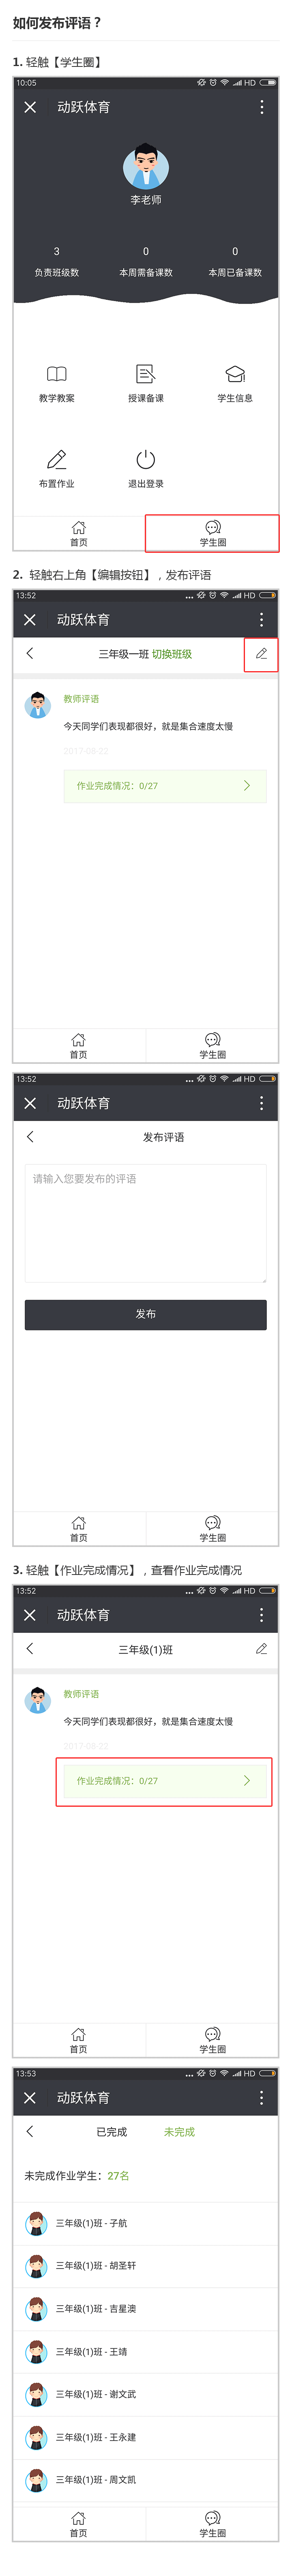 如何发布评语？
1. 轻触【学生圈】
10:05
HD
动跃体育
李老师
3 0 0
负责班级数 本周需备课数 本周已备课数
教学教案 授课备课 学生信息
布置作业 退出登录
首页 学生圈
2. 轻触右上角【编辑按钮】，发布评语
13:52
... HD
动跃体育
三年级一班 切换班级
教师评语
今天同学们表现都很好，就是集合速度太慢
2017-08-22
作业完成情况：0/27
首页 学生圈
13:52
... HD
动跃体育
发布评语
请输入您要发布的评语
发布
首页 学生圈
3. 轻触【作业完成情况】，查看作业完成情况
13:52
... HD
动跃体育
三年级(1)班
教师评语
今天同学们表现都很好，就是集合速度太慢
2017-08-22
作业完成情况：0/27
首页 学生圈
13:53
... HD
动跃体育
已完成 未完成
未完成作业学生：27名
三年级(1)班 - 子航
三年级(1)班 - 胡圣轩
三年级(1)班 - 吉星澳
三年级(1)班 - 王靖
三年级(1)班 - 谢文武
三年级(1)班 - 王永建
三年级(1)班 - 周文凯
首页 学生圈